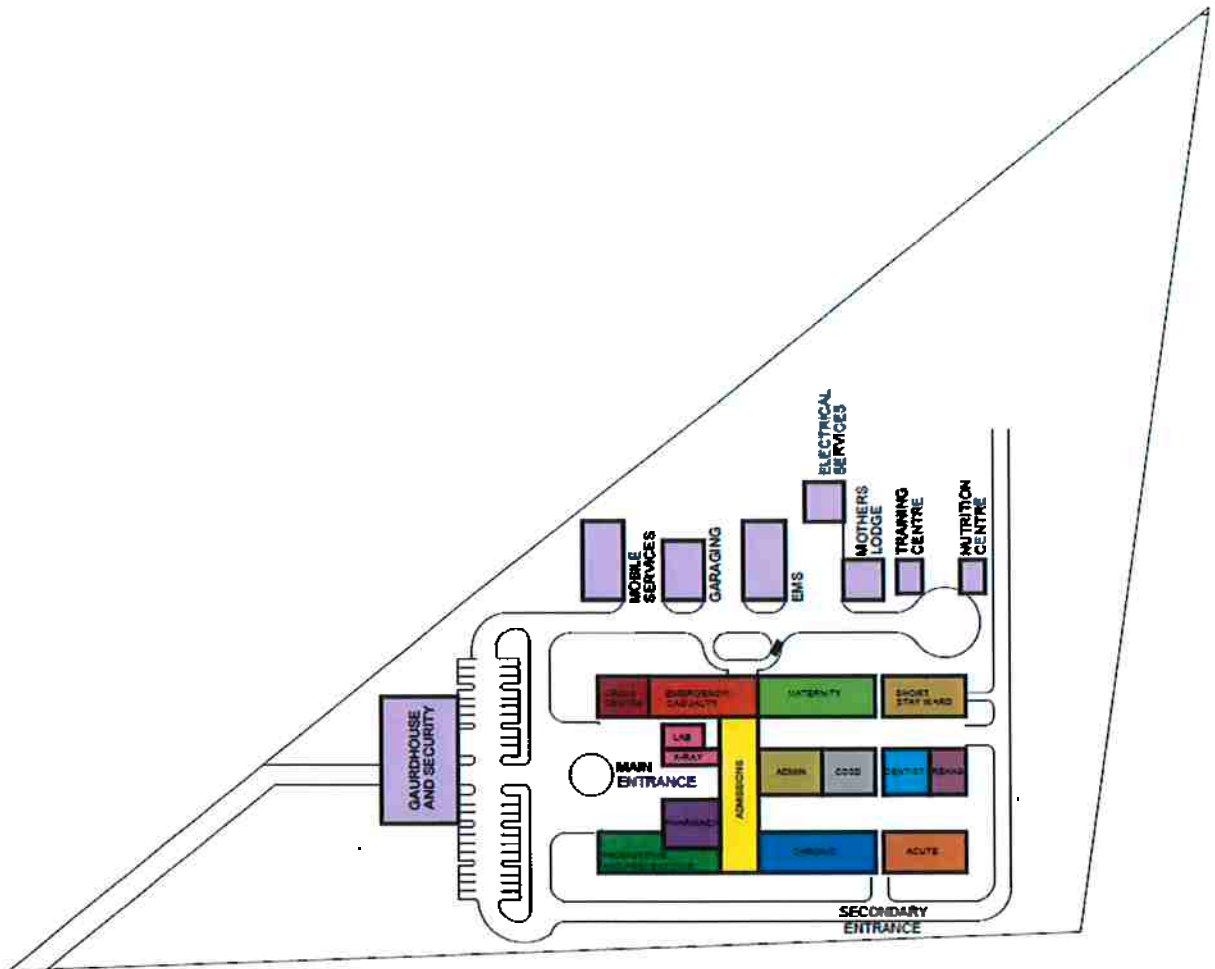 ELECTRICAL
SERVICES
MOBILE
SERVICES
GARAGING
EMS
MOTHERS
LODGE
TRAINING
CENTRE
NUTRITION
CENTRE
GAURDHOUSE
AND SECURITY
CENTRE
EMERGENCY/
CASUALTY
MATERNITY
SHORT
STAY WARD
LAB
X-RAY
MAIN
ENTRANCE
ADMISSIONS
ADMIN
DENTIST
REHAB
PHARMACY
CHRONIC
ACUTE
SECONDARY
ENTRANCE